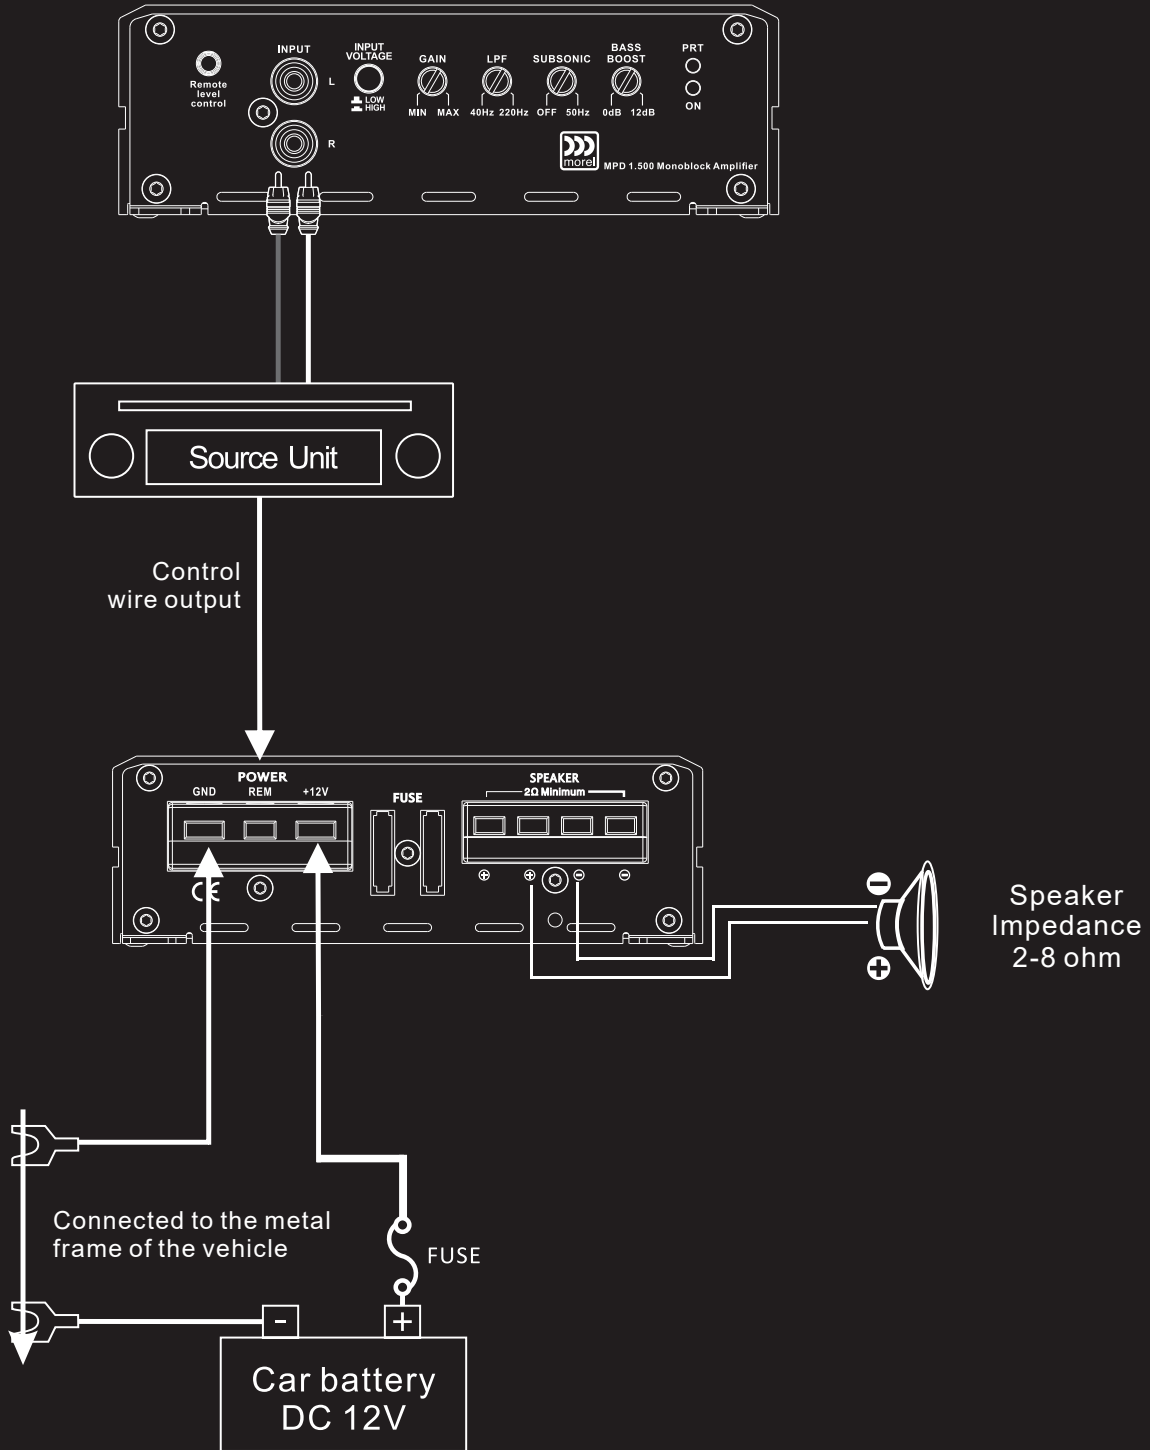 INPUT
INPUT
VOLTAGE
GAIN
LPF
SUBSONIC
BASS
BOOST
PRT
Remote
level
control
L
LOW
HIGH
MIN MAX
40Hz 220Hz
OFF 50Hz
0dB 12dB
ON
R
morel
MPD 1.500 Monoblock Amplifier
Source Unit
Control
wire output
POWER
GND REM +12V
FUSE
SPEAKER
2Ω Minimum
+ + - -
CE
-
+
Speaker
Impedance
2-8 ohm
Connected to the metal
frame of the vehicle
FUSE
- +
Car battery
DC 12V